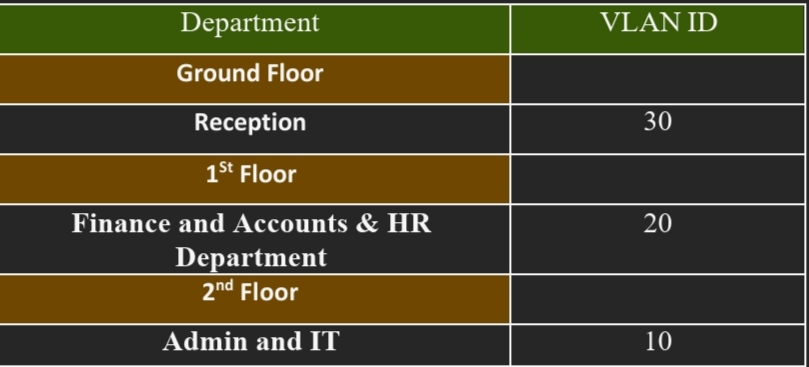 Department VLAN ID
Ground Floor
Reception 30
1St Floor
Finance and Accounts & HR 20
Department
2nd Floor
Admin and IT 10